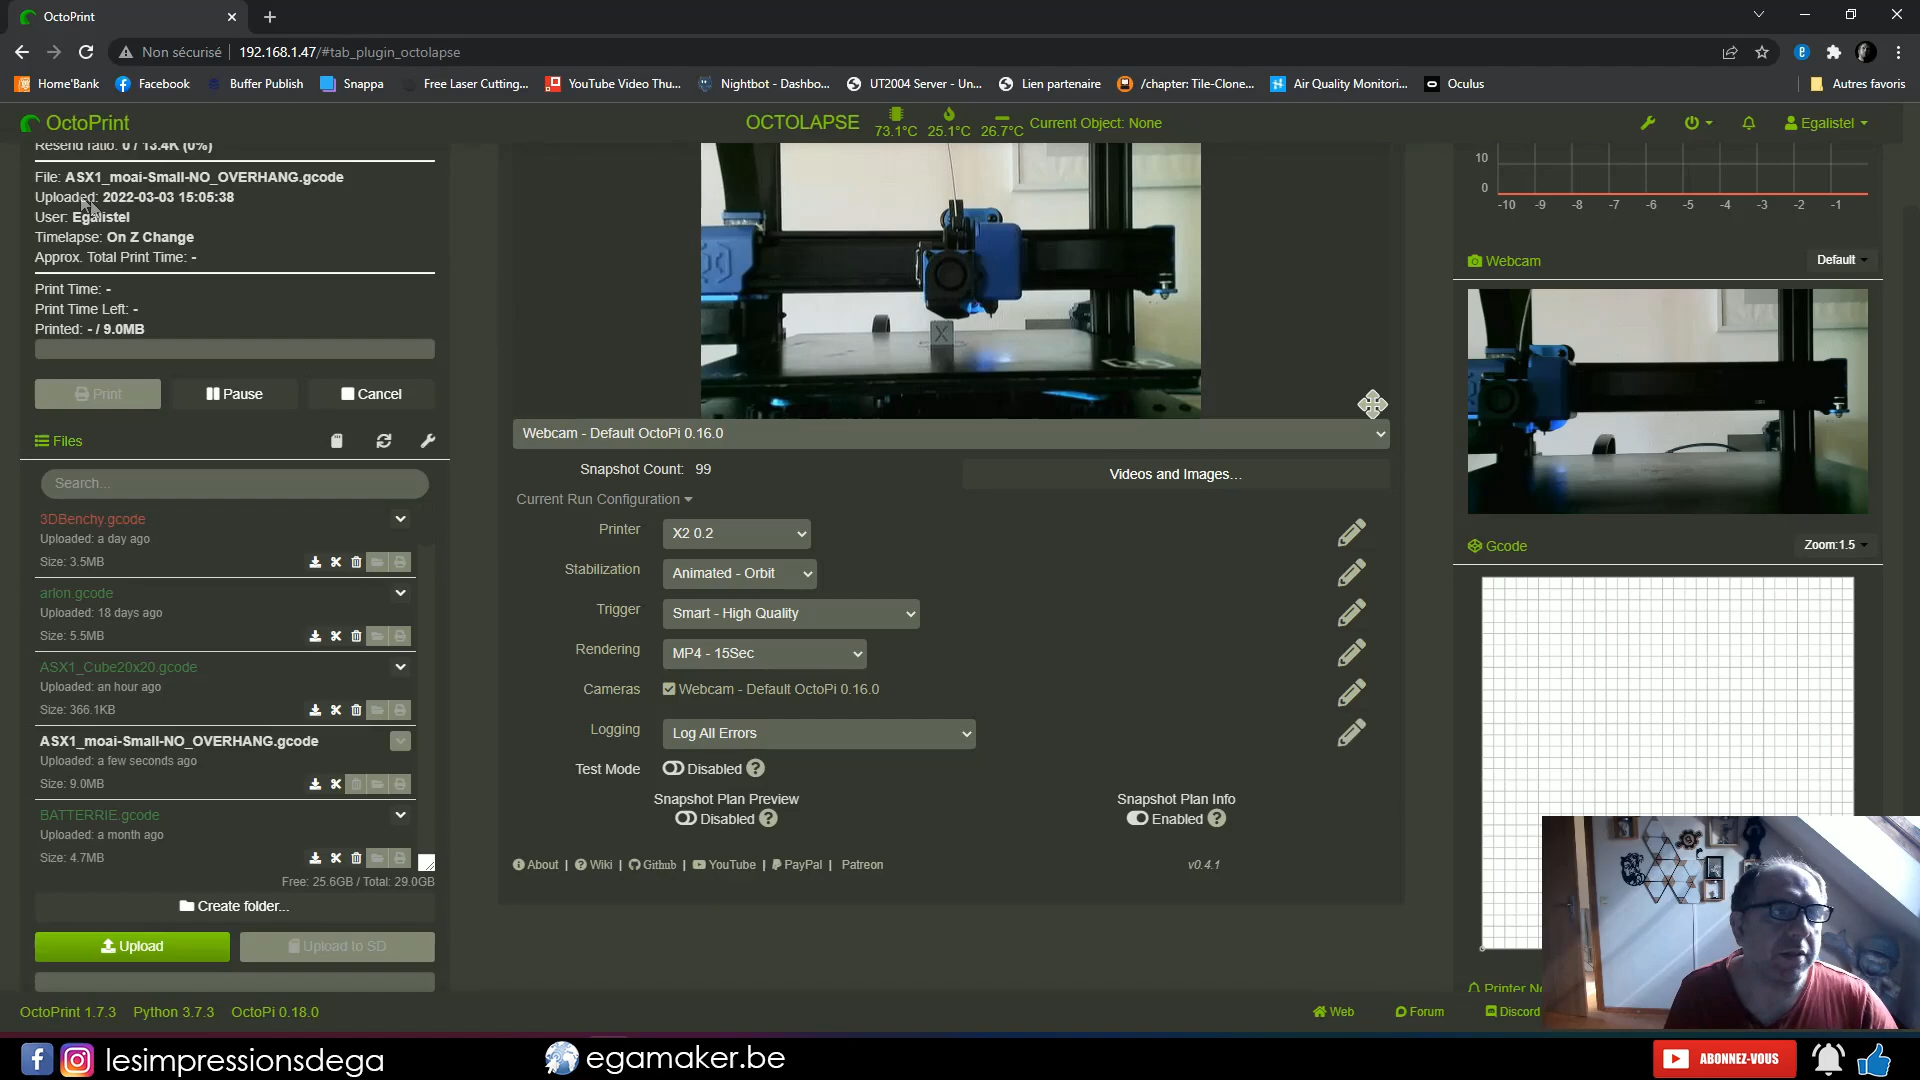 OctoPrint
Non sécurisé
192.168.1.47/#tab_plugin_octolapse
Home'Bank
Facebook
Buffer Publish
Snappa
Free Laser Cutting...
YouTube Video Thu...
Nightbot - Dashbo...
UT2004 Server - Un...
Lien partenaire
/chapter: Tile-Clone...
Air Quality Monitori...
Oculus
Autres favoris
OctoPrint
OCTOLAPSE
73.1°C
25.1°C
26.7°C
Current Object: None
Egalistel
Resend ratio: 0 / 13.4K (0%)
File: ASX1_moai-Small-NO_OVERHANG.gcode
Uploaded: 2022-03-03 15:05:38
User: Egalistel
Timelapse: On Z Change
Approx. Total Print Time: -
Print Time: -
Print Time Left: -
Printed: - / 9.0MB
Print
Pause
Cancel
Files
Search...
3DBenchy.gcode
Uploaded: a day ago
Size: 3.5MB
arlon.gcode
Uploaded: 18 days ago
Size: 5.5MB
ASX1_Cube20x20.gcode
Uploaded: an hour ago
Size: 366.1KB
ASX1_moai-Small-NO_OVERHANG.gcode
Uploaded: a few seconds ago
Size: 9.0MB
BATTERRIE.gcode
Uploaded: a month ago
Size: 4.7MB
Free: 25.6GB / Total: 29.0GB
Create folder...
Upload
Upload to SD
X
Webcam - Default OctoPi 0.16.0
Snapshot Count: 99
Videos and Images...
Current Run Configuration
Printer
X2 0.2
Stabilization
Animated - Orbit
Trigger
Smart - High Quality
Rendering
MP4 - 15Sec
Cameras
Webcam - Default OctoPi 0.16.0
Logging
Log All Errors
Test Mode
Disabled
Snapshot Plan Preview
Disabled
Snapshot Plan Info
Enabled
About | Wiki | Github | YouTube | PayPal | Patreon
v0.4.1
10
0
-10 -9 -8 -7 -6 -5 -4 -3 -2 -1
Webcam
Default
Gcode
Zoom:1.5
Printer No
OctoPrint 1.7.3
Python 3.7.3
OctoPi 0.18.0
Web
Forum
Discord
lesimpressionsdega
egamaker.be
ABONNEZ-VOUS